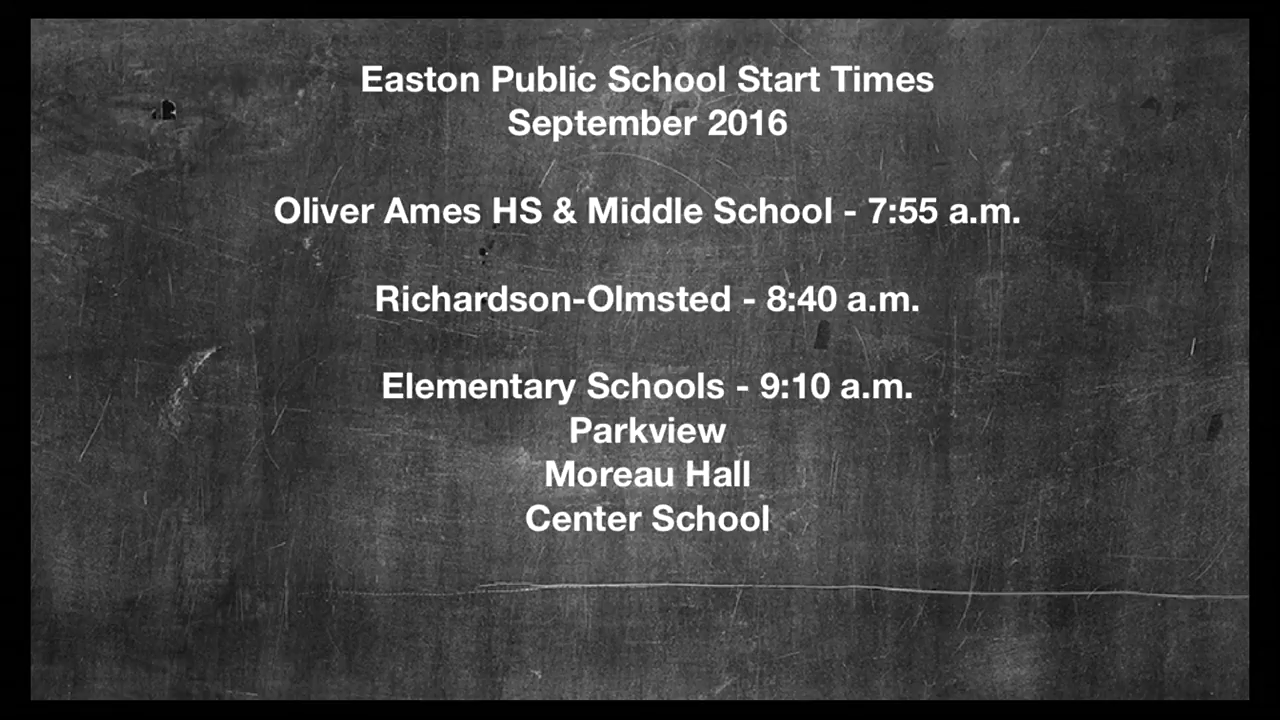 Easton Public School Start Times
September 2016
Oliver Ames HS & Middle School - 7:55 a.m.
Richardson-Olmsted - 8:40 a.m.
Elementary Schools - 9:10 a.m.
Parkview
Moreau Hall
Center School